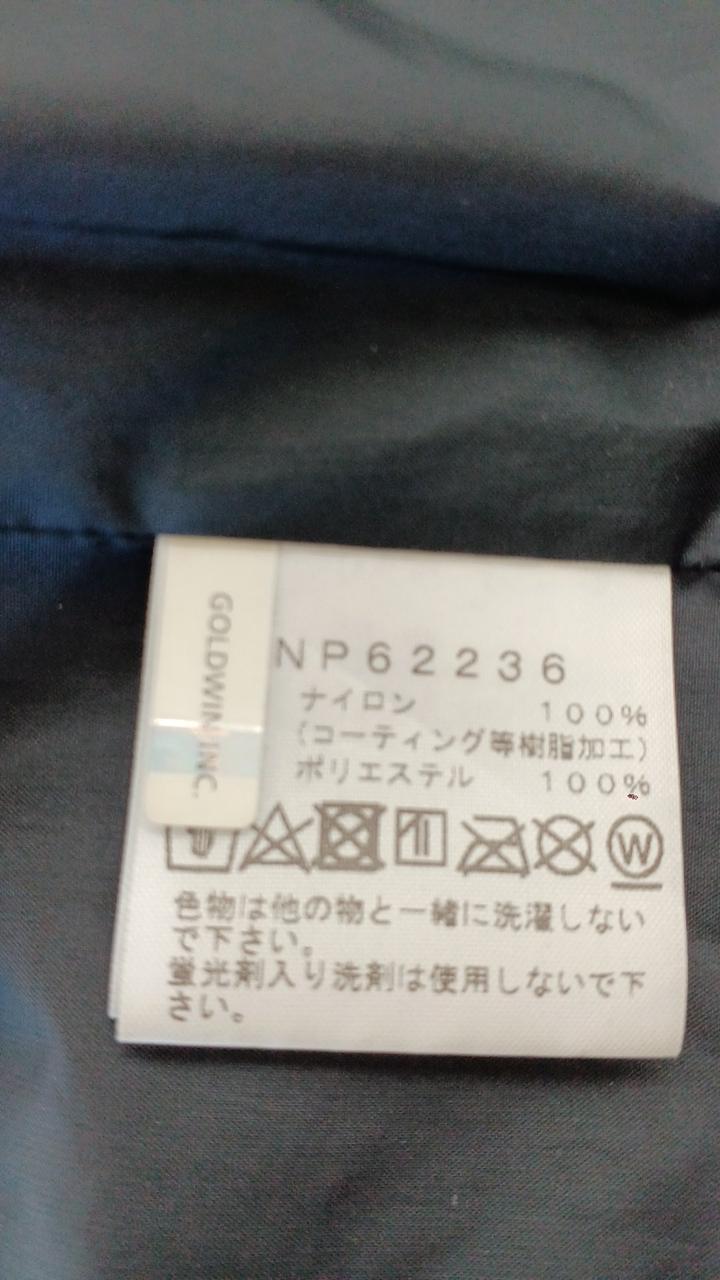 GOLDWIN INC.
NP62236
ナイロン 100%
(コーティング等樹脂加工)
ポリエステル 100%
W
色物は他の物と一緒に洗濯しない
で下さい。
蛍光剤入り洗剤は使用しないで下
さい。